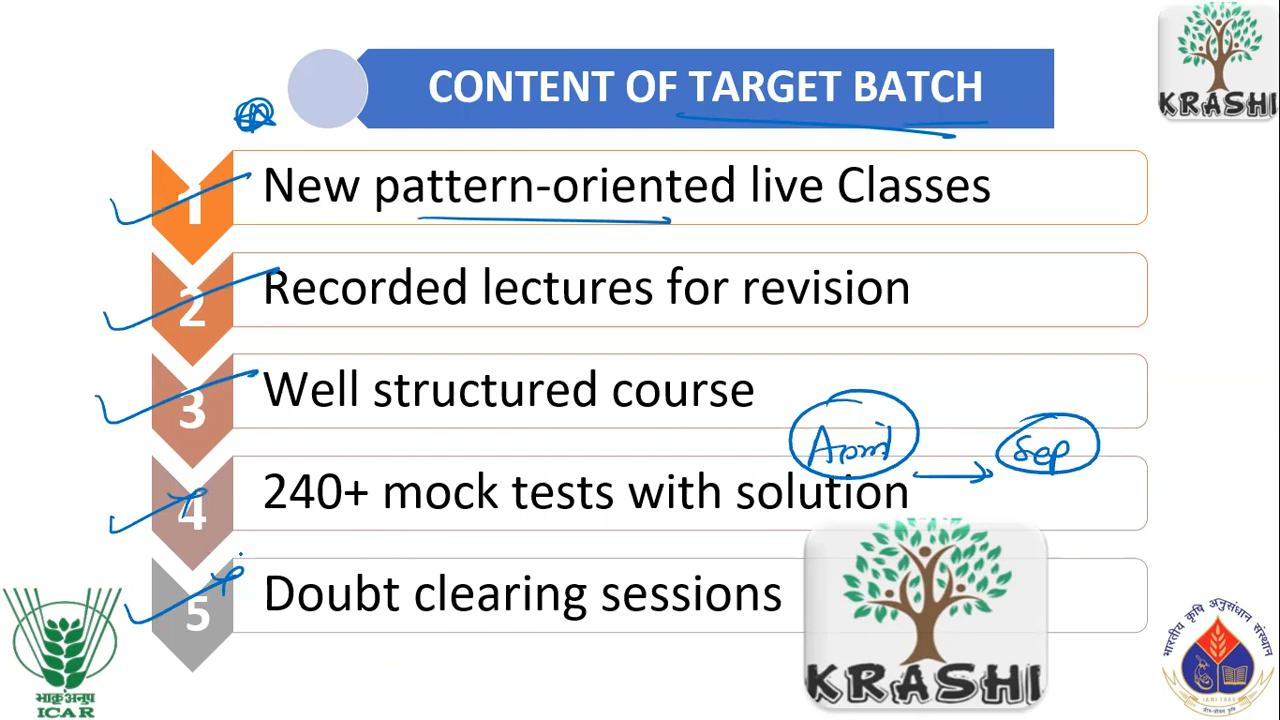 CONTENT OF TARGET BATCH
KRASHI
1 New pattern-oriented live Classes
2 Recorded lectures for revision
3 Well structured course
April → Sep
4 240+ mock tests with solution
5 Doubt clearing sessions
KRASHI
भाकृअनुप
ICAR
भारतीय कृषि अनुसंधान संस्थान